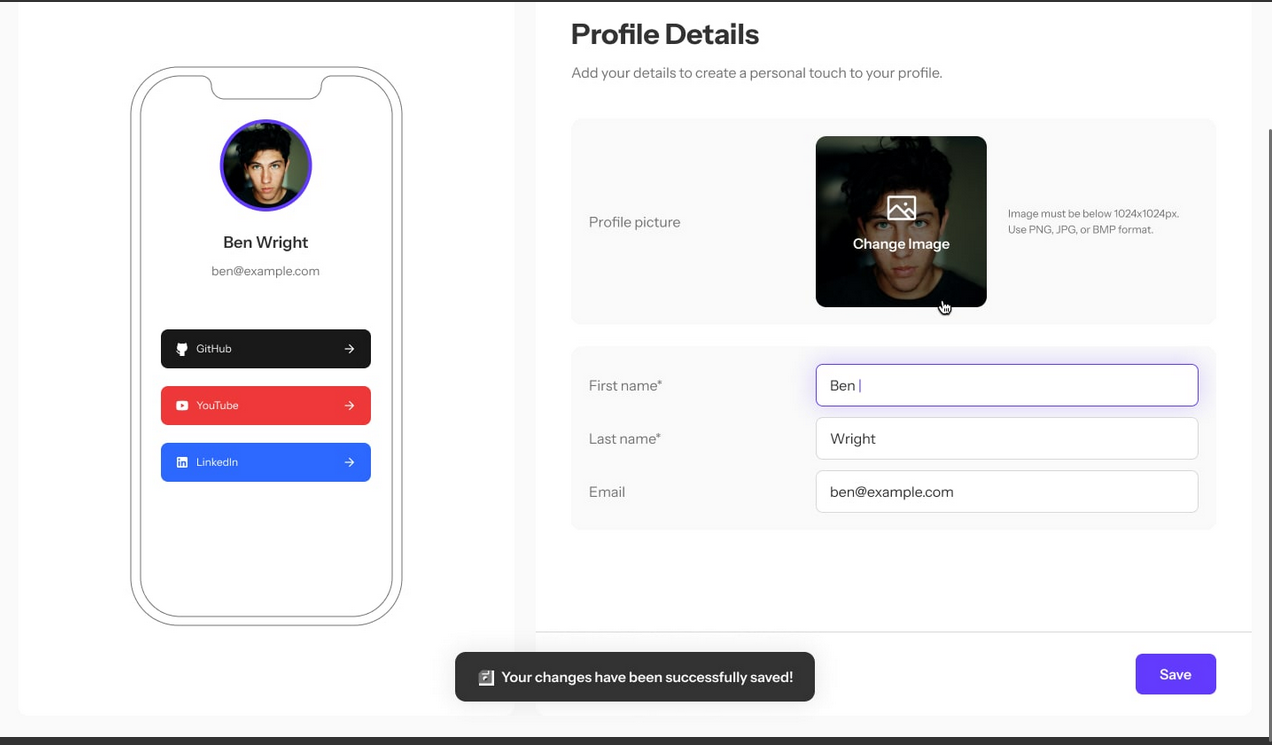 Profile Details
Add your details to create a personal touch to your profile.
Ben Wright
ben@example.com
GitHub
YouTube
LinkedIn
Profile picture
Change Image
Image must be below 1024x1024px.
Use PNG, JPG, or BMP format.
First name*
Ben
Last name*
Wright
Email
ben@example.com
Your changes have been successfully saved!
Save